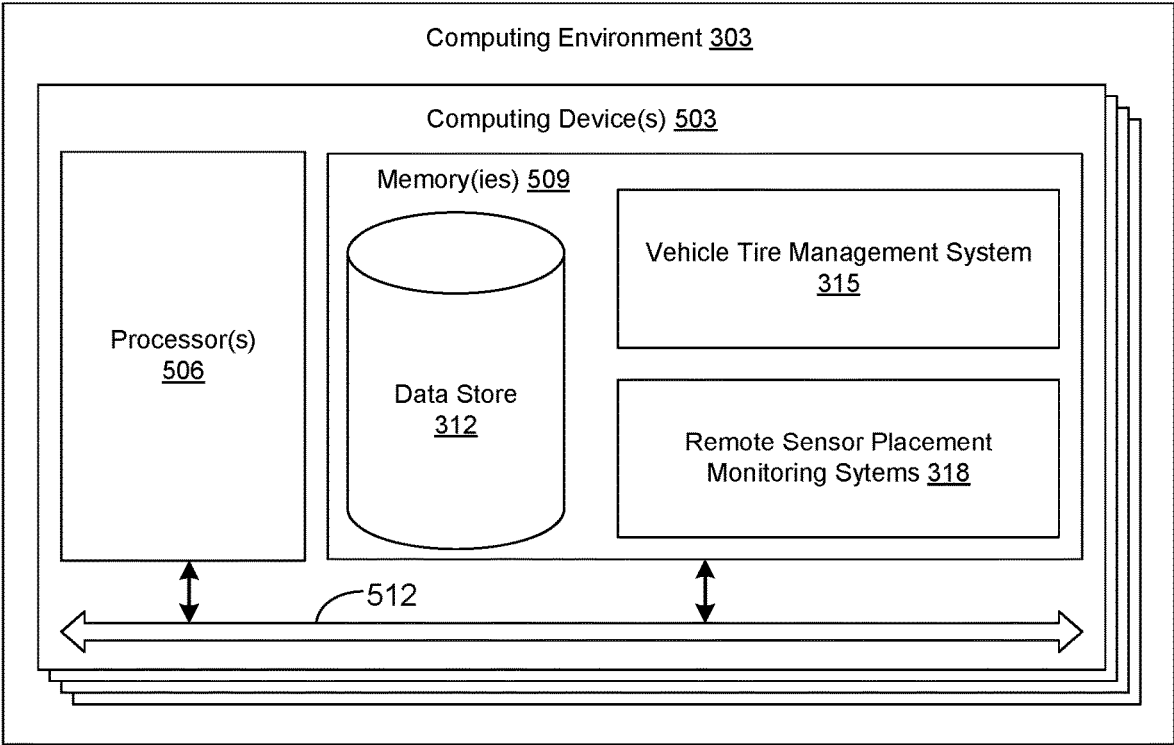 Computing Environment 303
Computing Device(s) 503
Processor(s)
506
Memory(ies) 509
Data Store
312
Vehicle Tire Management System
315
Remote Sensor Placement
Monitoring Sytems 318
512